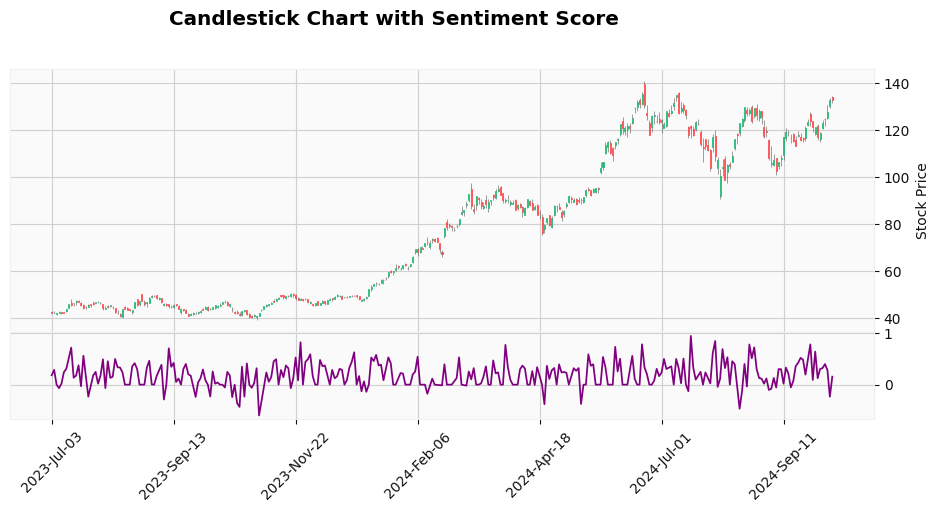 Candlestick Chart with Sentiment Score
140
120
100
80
60
40
Stock Price
1
0
2023-Jul-03
2023-Sep-13
2023-Nov-22
2024-Feb-06
2024-Apr-18
2024-Jul-01
2024-Sep-11